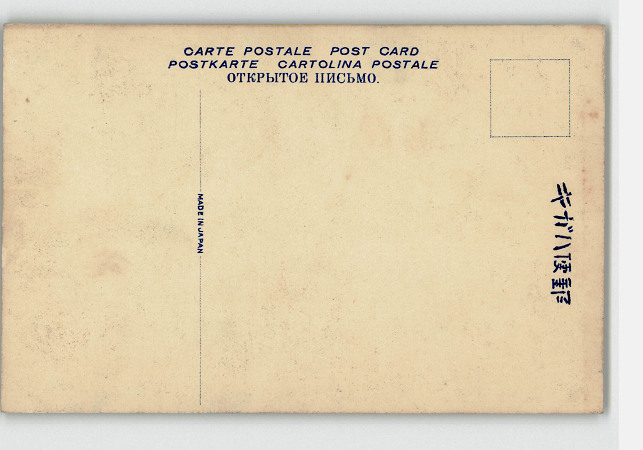 CARTE POSTALE POST CARD
POSTKARTE CARTOLINA POSTALE
ОТКРЫТОЕ ПИСЬМО.
MADE IN JAPAN
郵便ハガキ